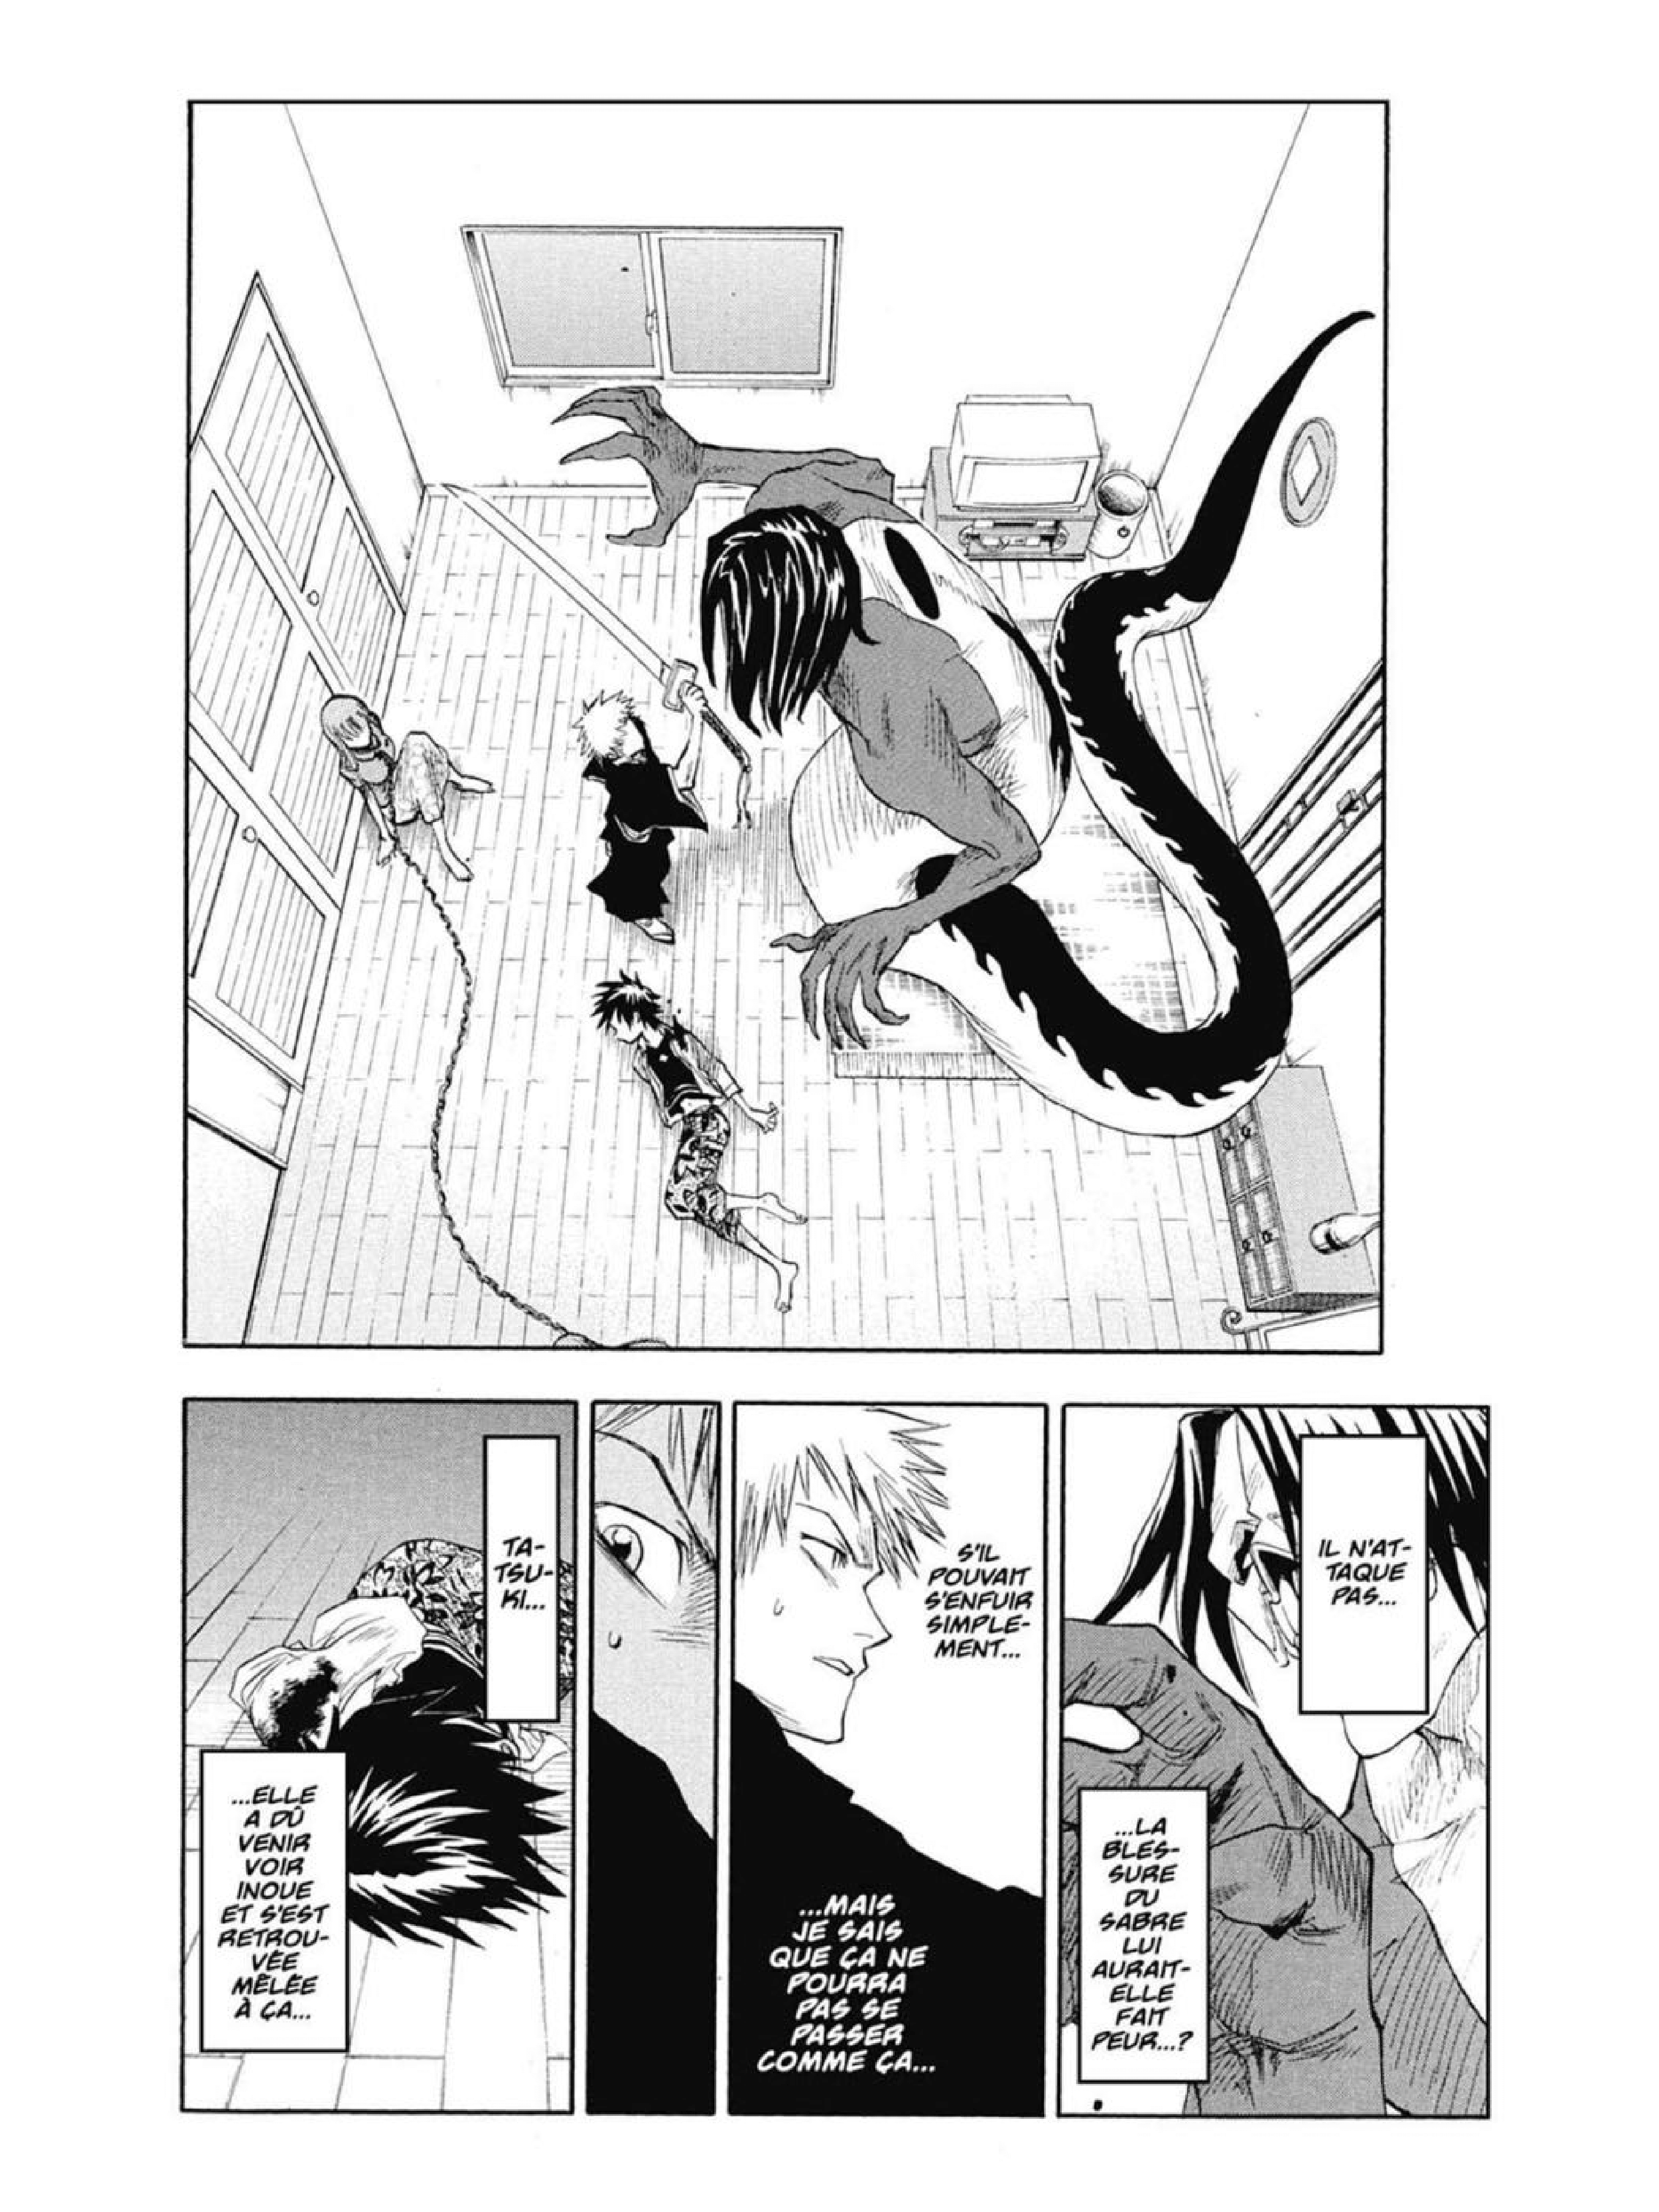 IL N'AT-
TAQUE
PAS...
...LA
BLES-
SURE
DU
SABRE
LUI
AURAIT-
ELLE
FAIT
PEUR...?
S'IL
POUVAIT
S'ENFUIR
SIMPLE-
MENT...
...MAIS
JE SAIS
QUE ÇA NE
POURRA
PAS SE
PASSER
COMME ÇA...
TA-
TSU-
KI...
...ELLE
A DÛ
VENIR
VOIR
INOUE
ET S'EST
RETROU-
VÉE
MÊLÉE
À ÇA...